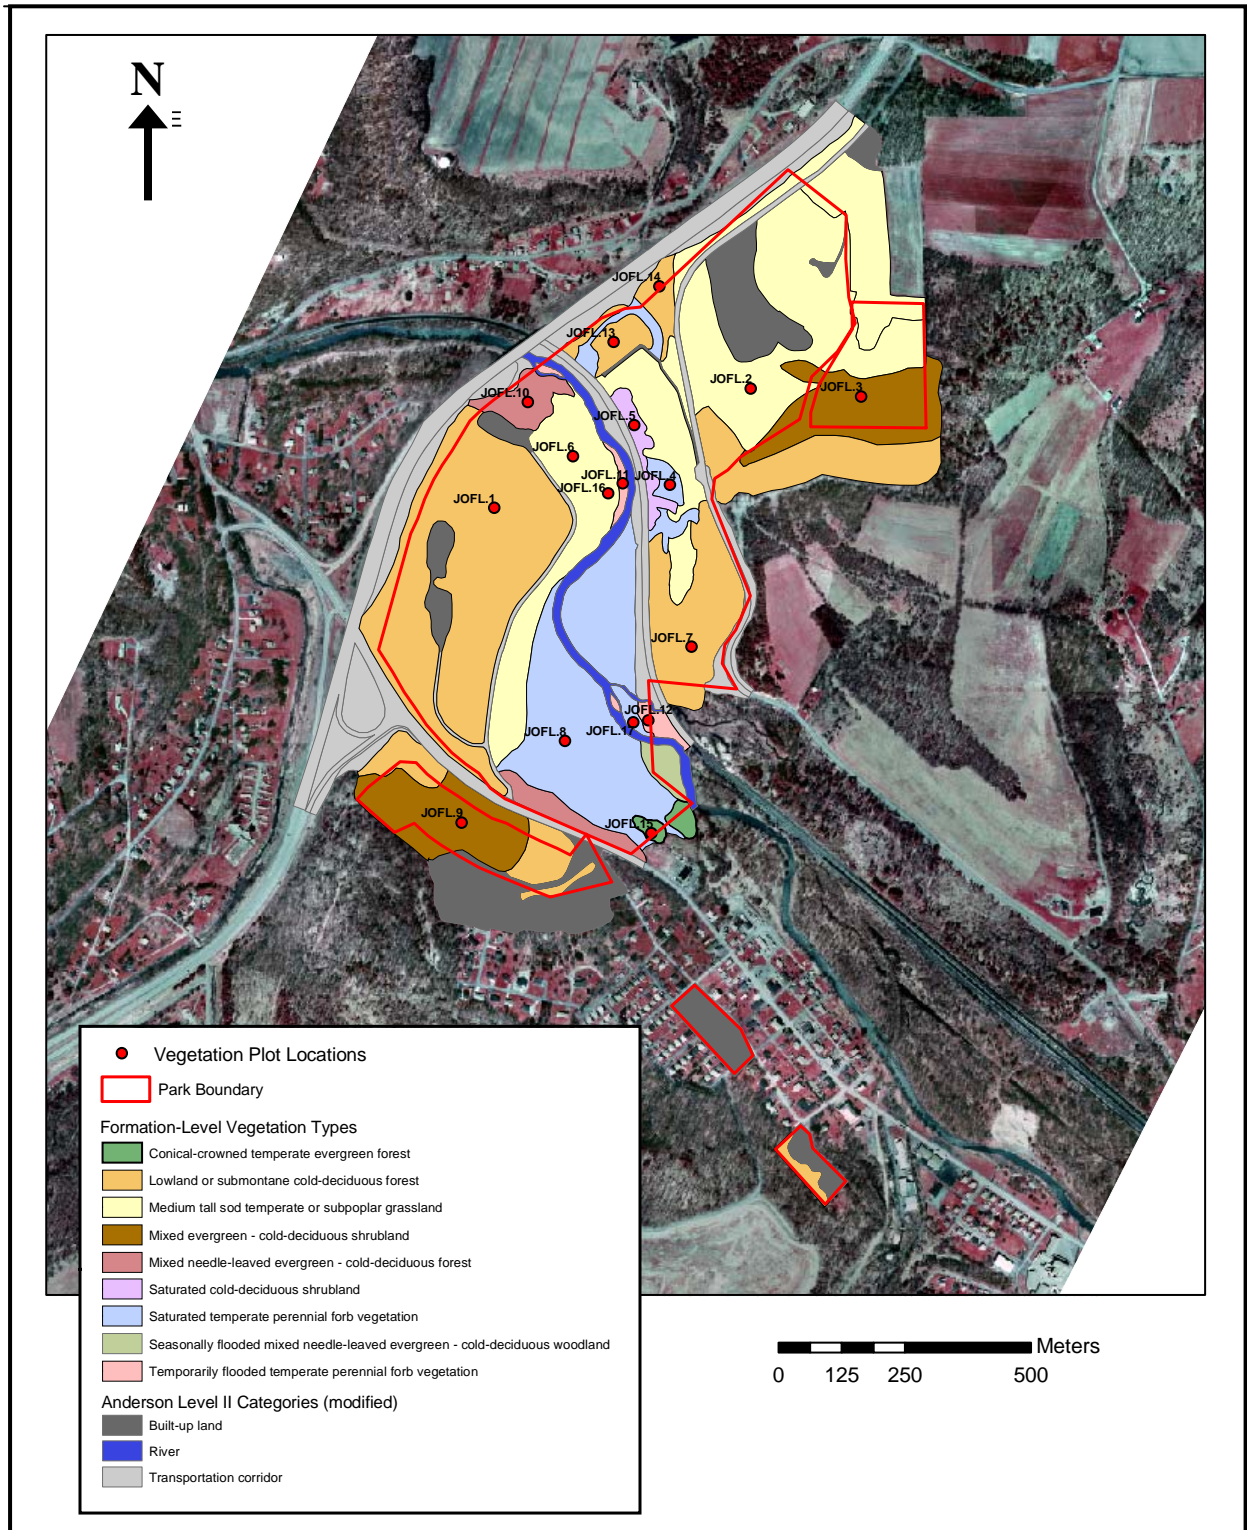 N
JOFL.14
JOFL.13
JOFL.2
JOFL.3
JOFL.10
JOFL.5
JOFL.6
JOFL.11
JOFL.4
JOFL.16
JOFL.1
JOFL.7
JOFL.12
JOFL.17
JOFL.8
JOFL.9
JOFL.15
Vegetation Plot Locations
Park Boundary
Formation-Level Vegetation Types
Conical-crowned temperate evergreen forest
Lowland or submontane cold-deciduous forest
Medium tall sod temperate or subpoplar grassland
Mixed evergreen - cold-deciduous shrubland
Mixed needle-leaved evergreen - cold-deciduous forest
Saturated cold-deciduous shrubland
Saturated temperate perennial forb vegetation
Seasonally flooded mixed needle-leaved evergreen - cold-deciduous woodland
Temporarily flooded temperate perennial forb vegetation
Anderson Level II Categories (modified)
Built-up land
River
Transportation corridor
Meters
0 125 250 500